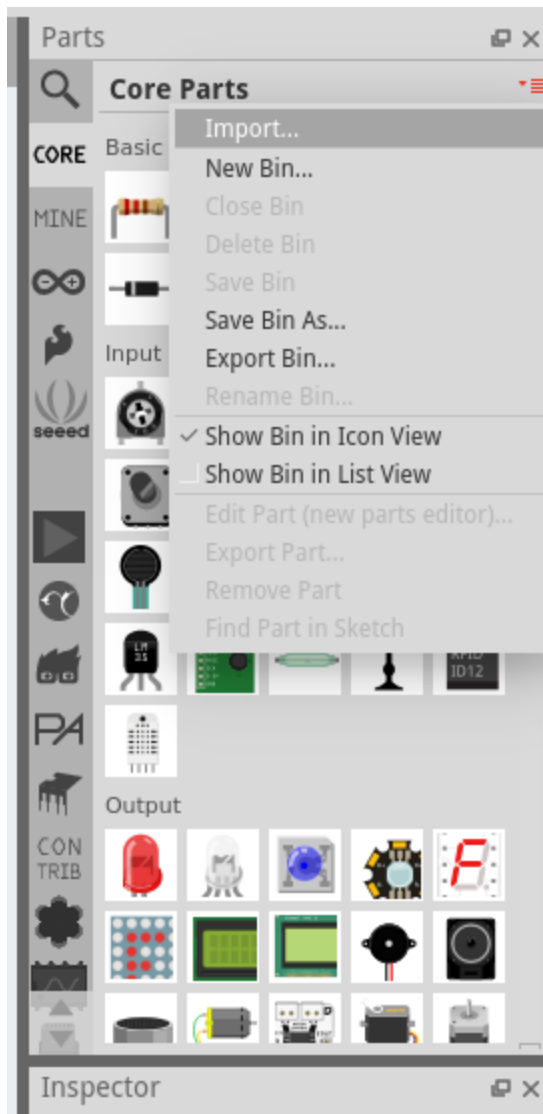 Parts
Core Parts
CORE
Basic
Import...
New Bin...
MINE
Close Bin
Delete Bin
Save Bin
Save Bin As...
Input
Export Bin...
Rename Bin...
seeed
Show Bin in Icon View
Show Bin in List View
Edit Part (new parts editor)...
Export Part...
Remove Part
Find Part in Sketch
LM
35
RFID
ID12
PA
Output
CON
TRIB
Inspector